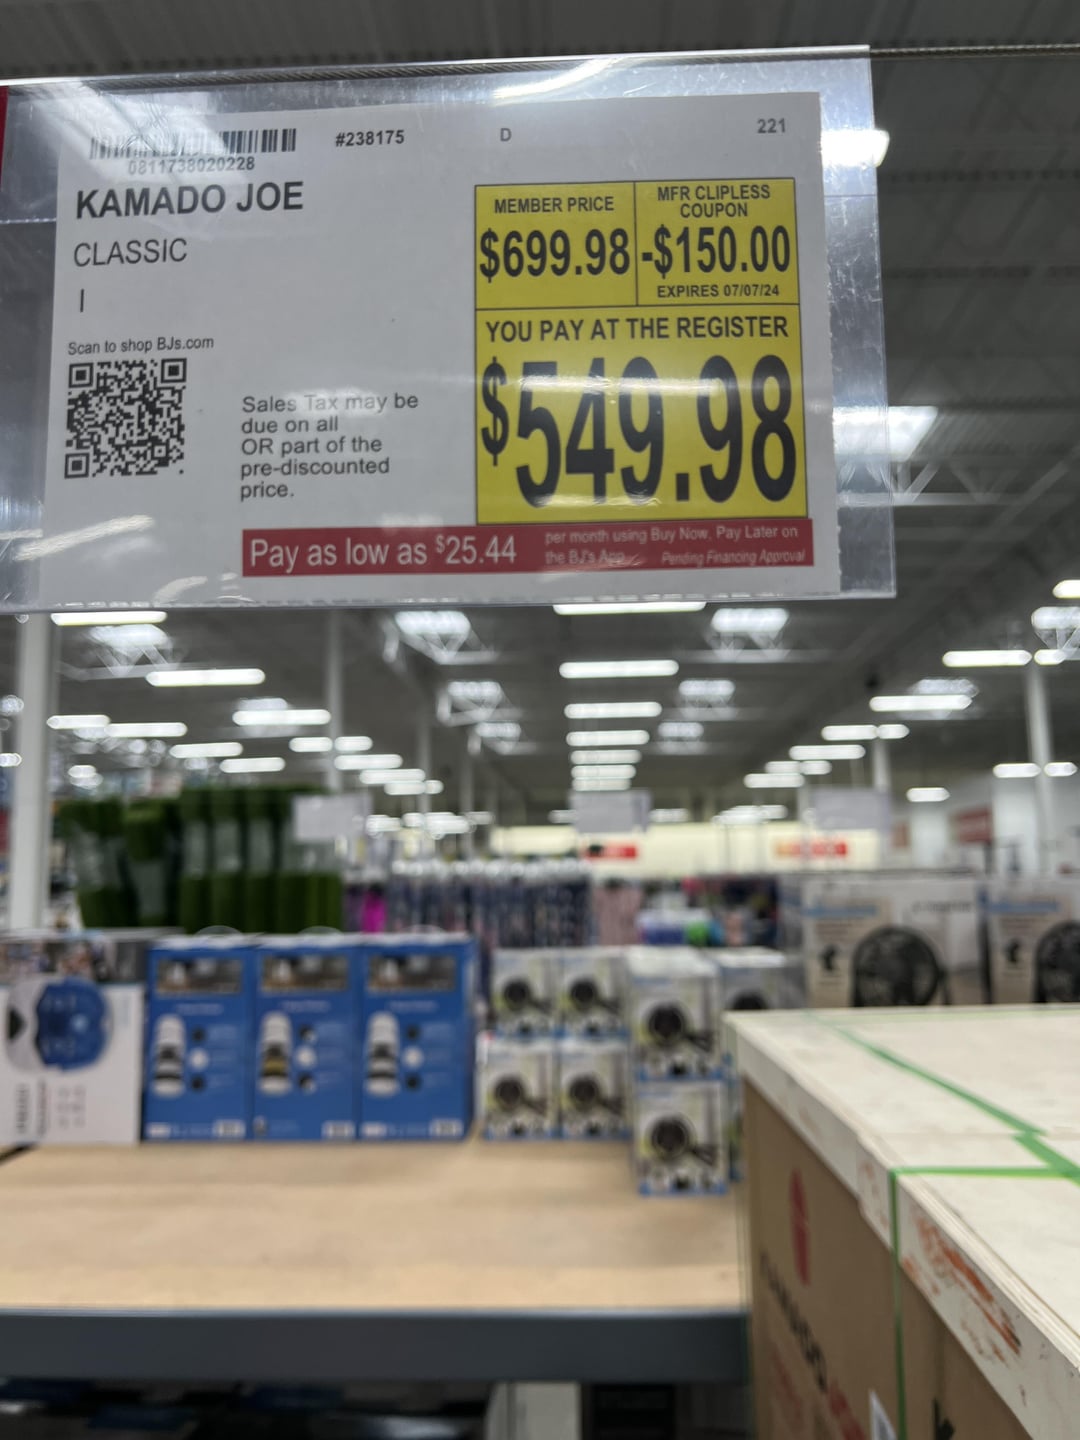 #238175 D 221
0811738020228
KAMADO JOE
CLASSIC
I
Scan to shop BJs.com
Sales Tax may be
due on all
OR part of the
pre-discounted
price.
MEMBER PRICE
$699.98
MFR CLIPLESS
COUPON
-$150.00
EXPIRES 07/07/24
YOU PAY AT THE REGISTER
$549.98
Pay as low as $25.44
per month using Buy Now, Pay Later on
the BJ's App
Pending Financing Approval